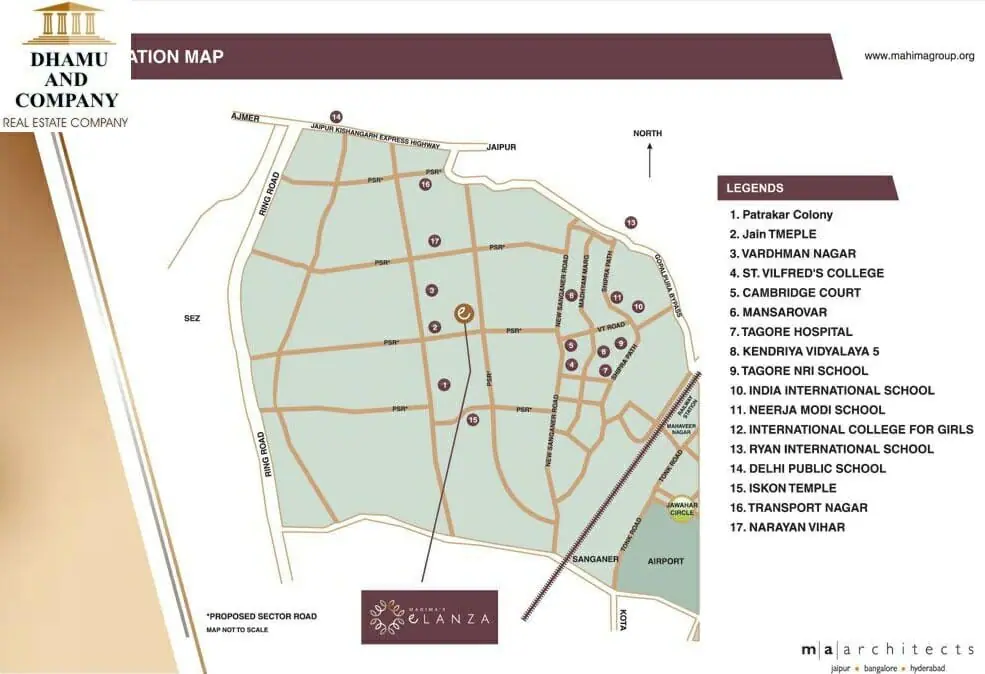 DHAMU
AND
COMPANY
REAL ESTATE COMPANY
ATION MAP
www.mahimagroup.org
AJMER
14
JAIPUR KISHANGARH EXPRESS HIGHWAY
JAIPUR
NORTH
RING ROAD
PSR*
PSR*
16
13
17
PSR*
PSR*
GOPALPURA BYPASS
NEW SANGANER ROAD
MADHYAM MARG
SHIPRA PATH
3
6
11
10
SEZ
e
2
PSR*
PSR*
VT ROAD
5
8
9
4
7
SHIPRA PATH
1
PSR*
PSR*
PSR*
15
RAILWAY
STATION
MAHAVEER
NAGAR
RING ROAD
NEW SANGANER ROAD
TONK ROAD
JAWAHAR
CIRCLE
TONK ROAD
SANGANER
AIRPORT
KOTA
LEGENDS
1. Patrakar Colony
2. Jain TMEPLE
3. VARDHMAN NAGAR
4. ST. VILFRED'S COLLEGE
5. CAMBRIDGE COURT
6. MANSAROVAR
7. TAGORE HOSPITAL
8. KENDRIYA VIDYALAYA 5
9. TAGORE NRI SCHOOL
10. INDIA INTERNATIONAL SCHOOL
11. NEERJA MODI SCHOOL
12. INTERNATIONAL COLLEGE FOR GIRLS
13. RYAN INTERNATIONAL SCHOOL
14. DELHI PUBLIC SCHOOL
15. ISKON TEMPLE
16. TRANSPORT NAGAR
17. NARAYAN VIHAR
*PROPOSED SECTOR ROAD
MAP NOT TO SCALE
MAHIMA'S
eLANZA
m|a|architects
jaipur • bangalore • hyderabad